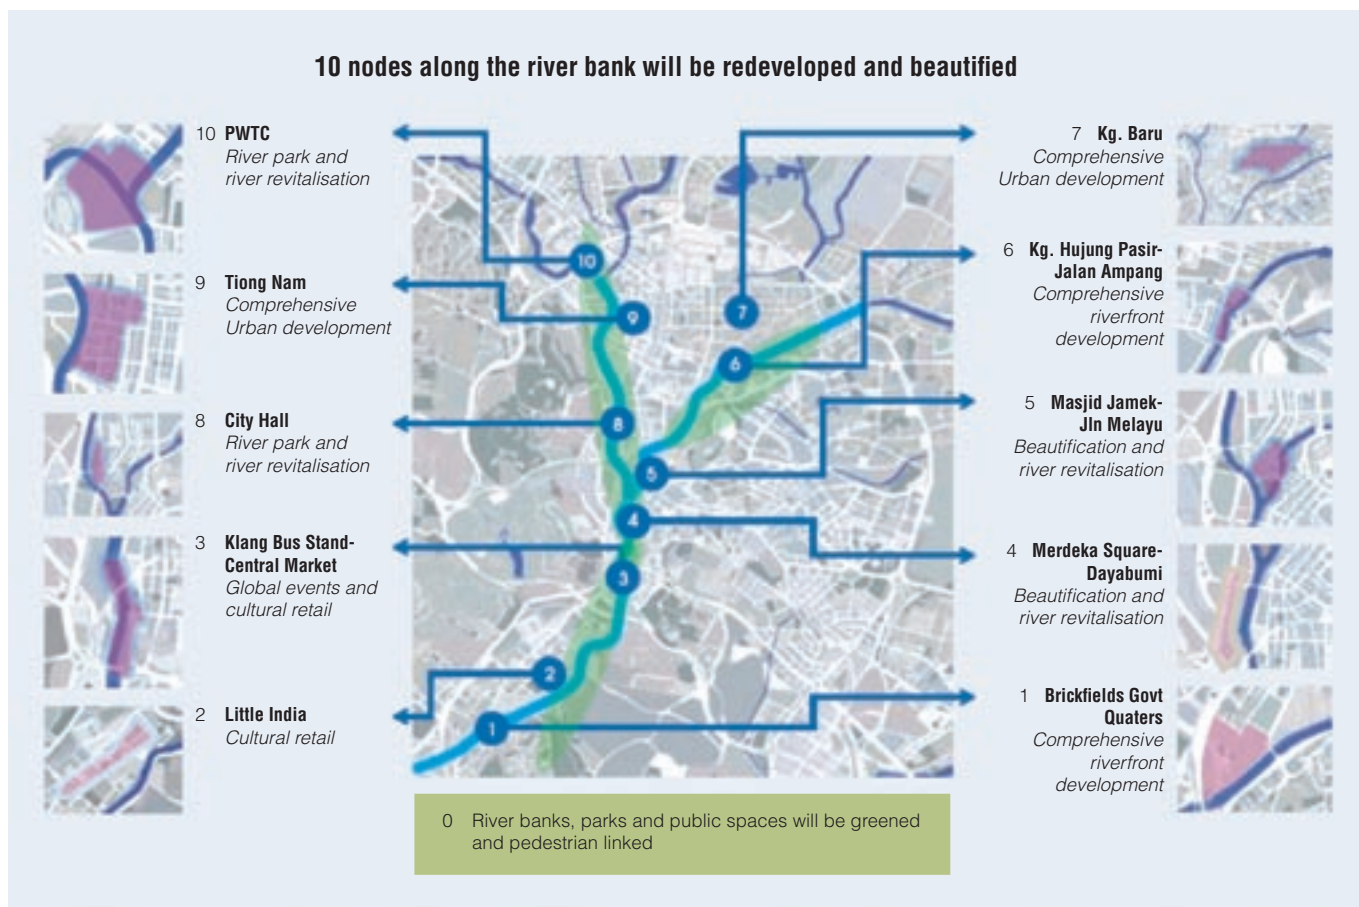 10 nodes along the river bank will be redeveloped and beautified
10 PWTC
River park and
river revitalisation
9 Tiong Nam
Comprehensive
Urban development
8 City Hall
River park and
river revitalisation
3 Klang Bus Stand-
Central Market
Global events and
cultural retail
2 Little India
Cultural retail
10
9
8
7
6
5
4
3
2
1
7 Kg. Baru
Comprehensive
Urban development
6 Kg. Hujung Pasir-
Jalan Ampang
Comprehensive
riverfront
development
5 Masjid Jamek-
Jln Melayu
Beautification and
river revitalisation
4 Merdeka Square-
Dayabumi
Beautification and
river revitalisation
1 Brickfields Govt
Quaters
Comprehensive
riverfront
development
0 River banks, parks and public spaces will be greened
and pedestrian linked